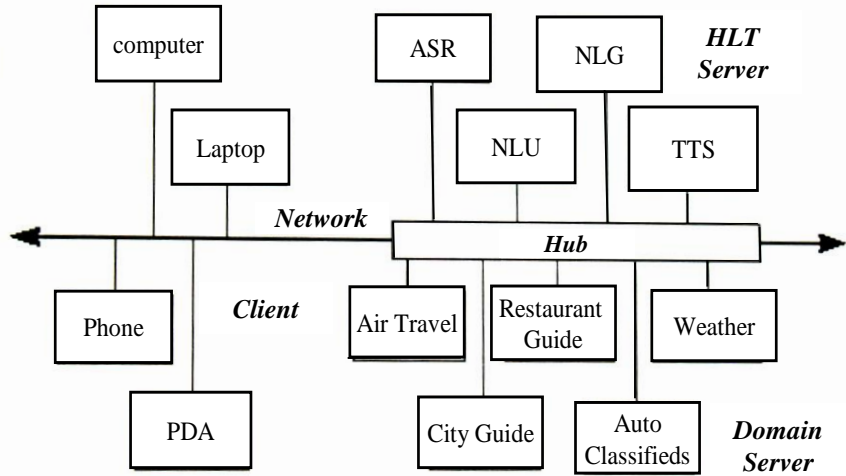 computer
ASR
NLG
HLT
Server
Laptop
NLU
TTS
Network
Hub
Phone
Client
Air Travel
Restaurant
Guide
Weather
PDA
City Guide
Auto
Classifieds
Domain
Server